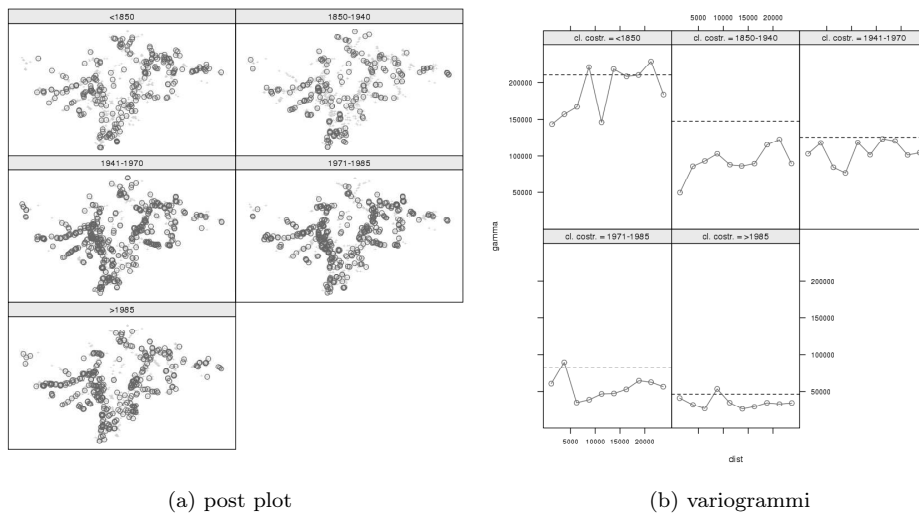 <1850
1850-1940
1941-1970
1971-1985
>1985
(a) post plot
5000 10000 15000 20000
cl. costr. = <1850
cl. costr. = 1850-1940
cl. costr. = 1941-1970
200000
150000
100000
50000
cl. costr. = 1971-1985
cl. costr. = >1985
200000
150000
100000
50000
gamma
5000 10000 15000 20000
dist
(b) variogrammi